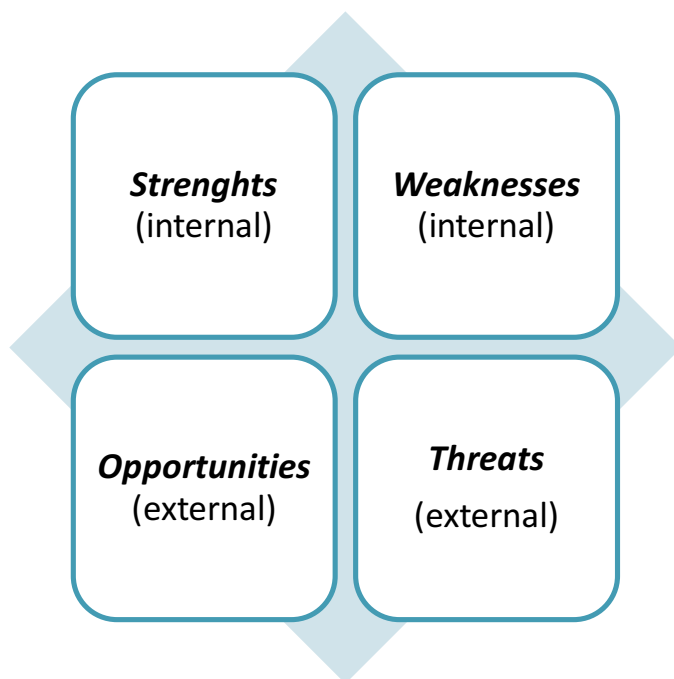 Strenghts
(internal)
Weaknesses
(internal)
Opportunities
(external)
Threats
(external)